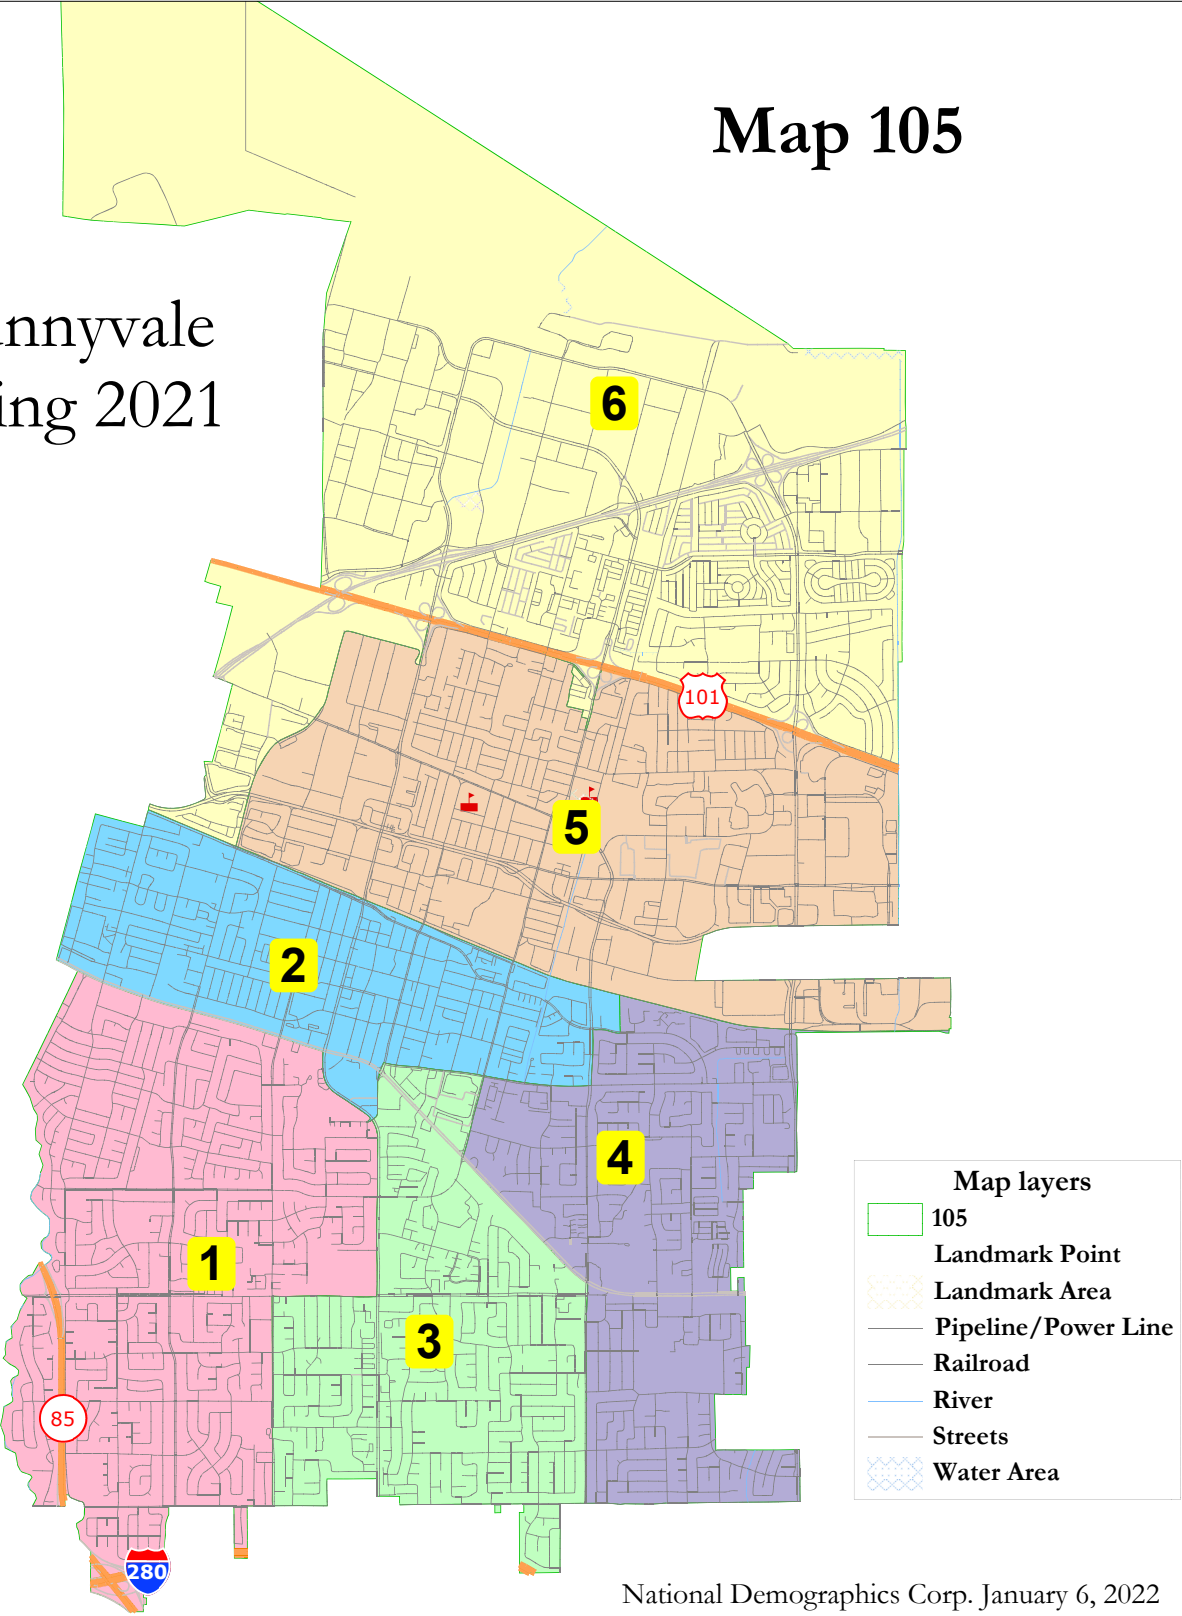 Map 105
nnyvale
ing 2021
6
101
5
2
4
1
3
85
280
Map layers
105
Landmark Point
Landmark Area
Pipeline/Power Line
Railroad
River
Streets
Water Area
National Demographics Corp. January 6, 2022